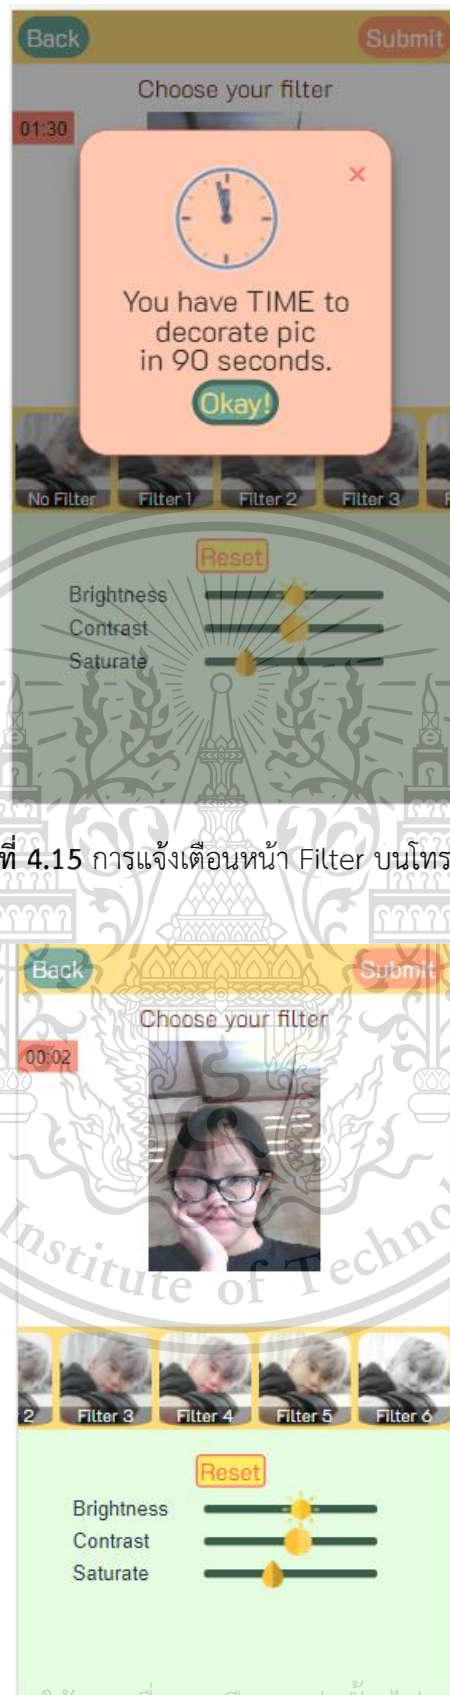 Back
Submit
Choose your filter
01:30
×
You have TIME to
decorate pic
in 90 seconds.
Okay!
No Filter Filter 1 Filter 2 Filter 3
Reset
Brightness
Contrast
Saturate
ที่ 4.15 การแจ้งเตือนหน้า Filter บนโทร
Back
Submit
Choose your filter
00:02
Institute of Techno
2 Filter 3 Filter 4 Filter 5 Filter 6
Reset
Brightness
Contrast
Saturate